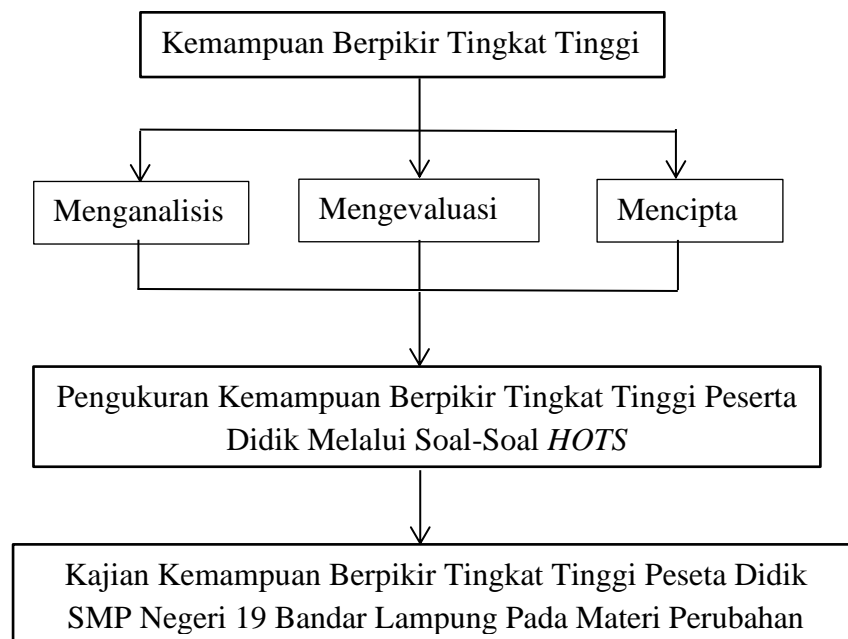 Kemampuan Berpikir Tingkat Tinggi
Menganalisis
Mengevaluasi
Mencipta
Pengukuran Kemampuan Berpikir Tingkat Tinggi Peserta
Didik Melalui Soal-Soal HOTS
Kajian Kemampuan Berpikir Tingkat Tinggi Peseta Didik
SMP Negeri 19 Bandar Lampung Pada Materi Perubahan